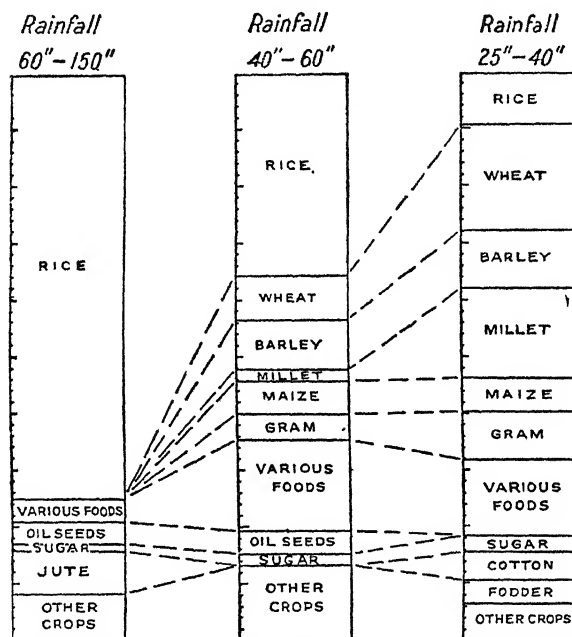 Rainfall
60"-150"
RICE
VARIOUS FOODS
OIL SEEDS
SUGAR
JUTE
OTHER
CROPS
Rainfall
40"-60"
RICE.
WHEAT
BARLEY
MILLET
MAIZE
GRAM
VARIOUS
FOODS
OIL SEEDS
SUGAR
OTHER
CROPS
Rainfall
25"-40"
RICE
WHEAT
BARLEY
MILLET
MAIZE
GRAM
VARIOUS
FOODS
SUGAR
COTTON
FODDER
OTHER CROPS